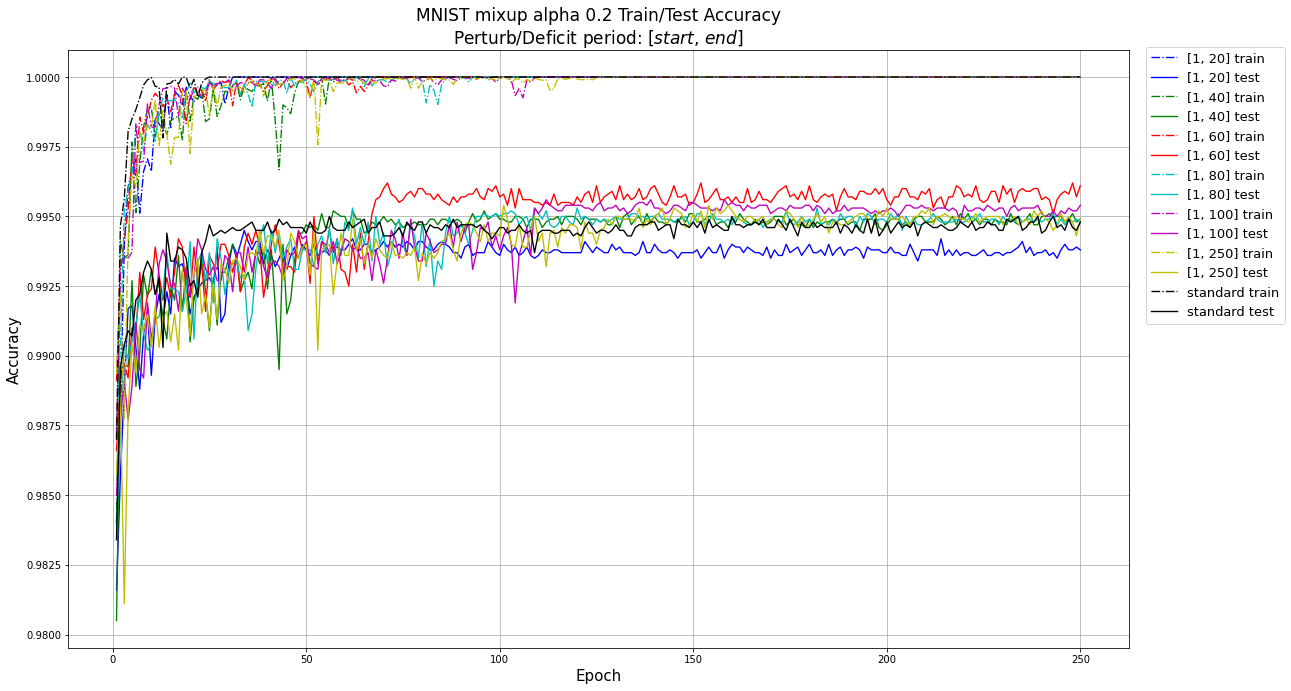 MNIST mixup alpha 0.2 Train/Test Accuracy
Perturb/Deficit period: [start, end]
1.0000
0.9975
0.9950
0.9925
0.9900
0.9875
0.9850
0.9825
0.9800
Accuracy
0
50
100
150
200
250
Epoch
[1, 20] train
[1, 20] test
[1, 40] train
[1, 40] test
[1, 60] train
[1, 60] test
[1, 80] train
[1, 80] test
[1, 100] train
[1, 100] test
[1, 250] train
[1, 250] test
standard train
standard test